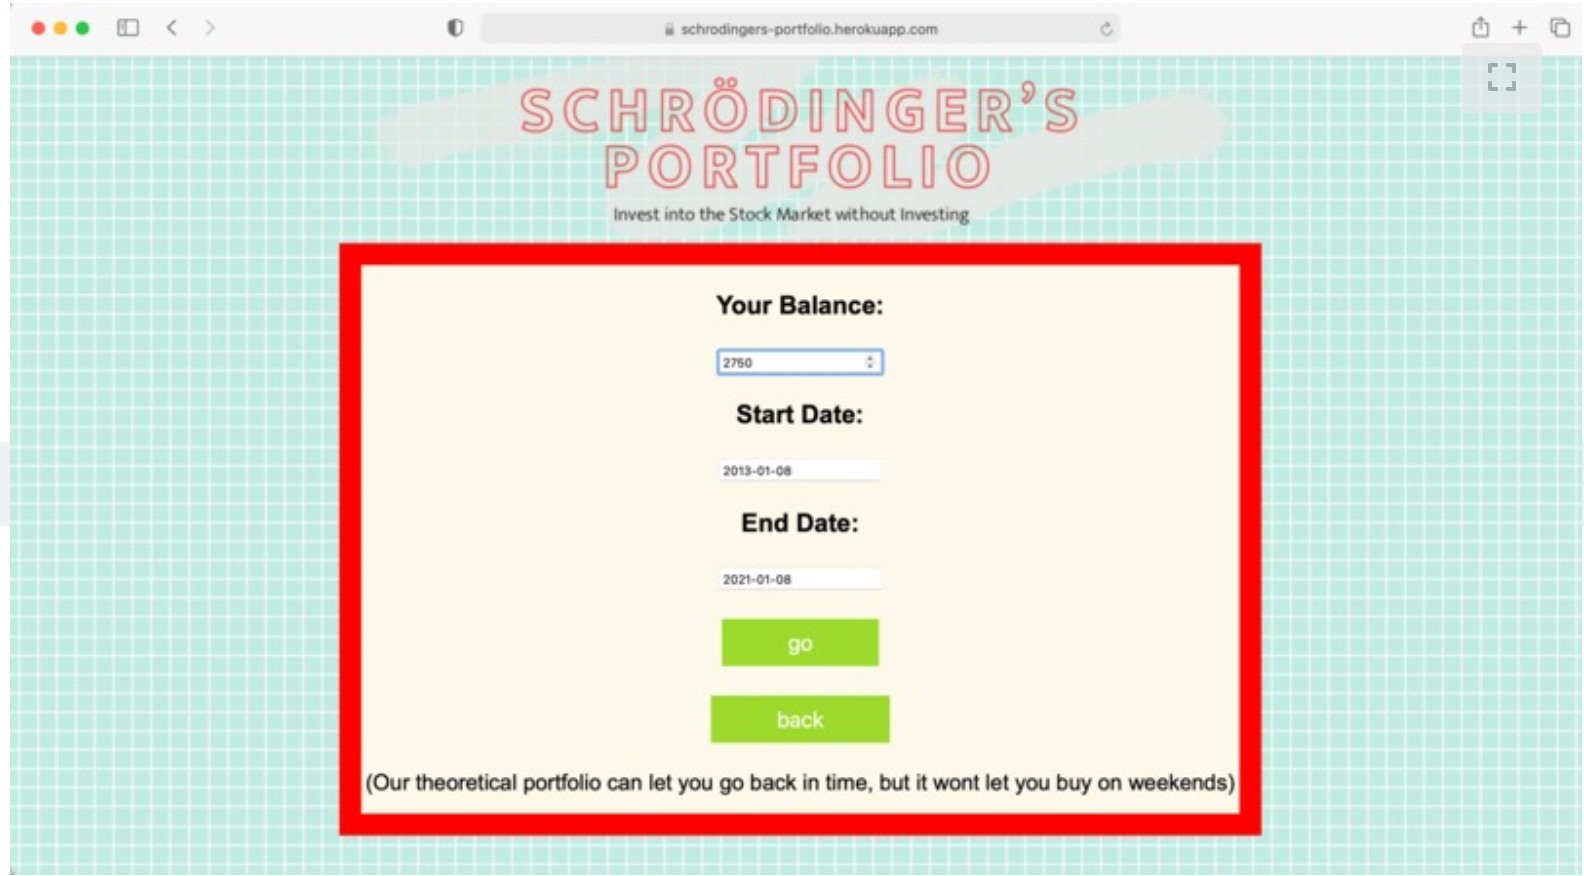 schrodingers-portfolio.herokuapp.com
SCHRÖDINGER'S
PORTFOLIO
Invest into the Stock Market without Investing
Your Balance:
2750
Start Date:
2013-01-08
End Date:
2021-01-08
go
back
(Our theoretical portfolio can let you go back in time, but it wont let you buy on weekends)